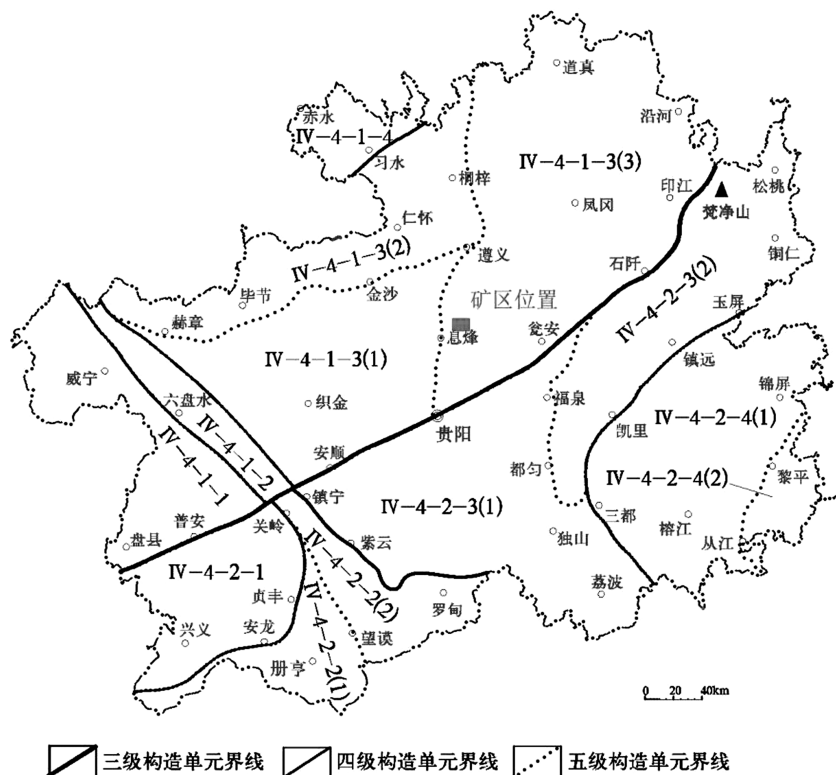 道真
赤水
沿河
Ⅳ-4-1-4
习水
Ⅳ-4-1-3(3)
桐梓
印江
松桃
凤冈
梵净山
仁怀
铜仁
遵义
Ⅳ-4-1-3(2)
石阡
金沙
Ⅳ-4-2-3(2)
毕节
矿区位置
玉屏
赫章
息烽
瓮安
镇远
Ⅳ-4-1-3(1)
威宁
锦屏
六盘水
织金
福泉
Ⅳ-4-2-4(1)
贵阳
凯里
Ⅳ-4-1-2
Ⅳ-4-1-1
安顺
都匀
Ⅳ-4-2-4(2)
黎平
镇宁
Ⅳ-4-2-3(1)
三都
榕江
普安
关岭
盘县
紫云
独山
从江
Ⅳ-4-2-1
Ⅳ-4-2-2(2)
贞丰
罗甸
荔波
兴义
安龙
望谟
册亨
Ⅳ-4-2-2(1)
0 20 40km
三级构造单元界线 四级构造单元界线 五级构造单元界线